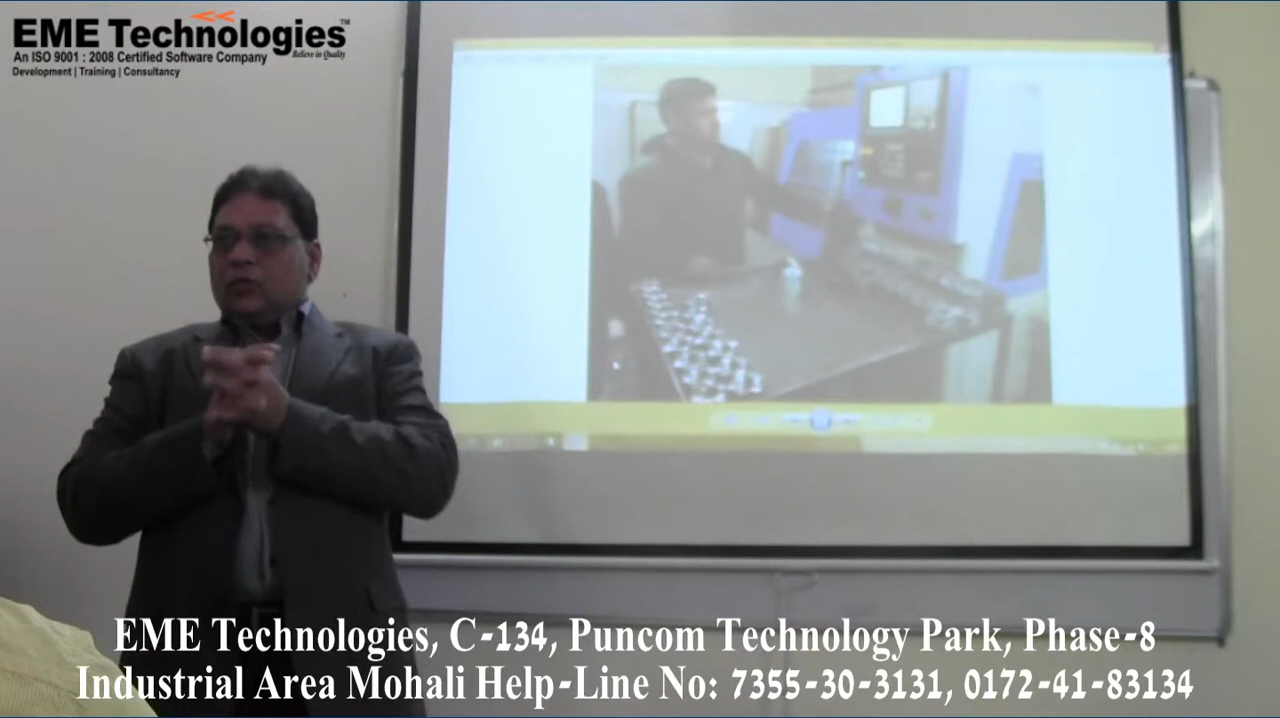 EME Technologies™
An ISO 9001 : 2008 Certified Software Company Believe in Quality
Development | Training | Consultancy
EME Technologies, C-134, Puncom Technology Park, Phase-8
Industrial Area Mohali Help-Line No: 7355-30-3131, 0172-41-83134